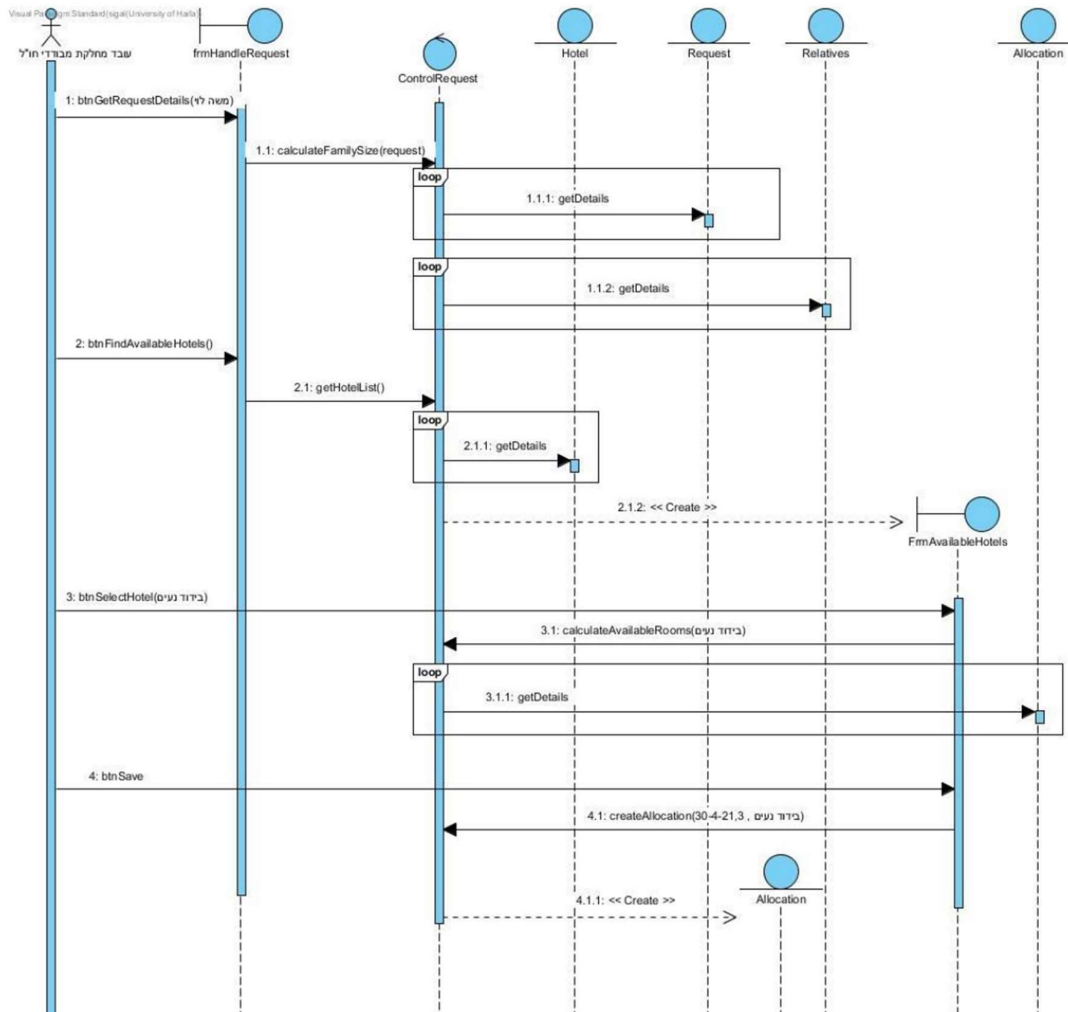 Visual Paradigm Standard(sigal(University of Haifa))
עובד מחלקת מבודדי חו"ל
frmHandleRequest
ControlRequest
Hotel
Request
Relatives
Allocation
1: btnGetRequestDetails(משה לוי)
1.1: calculateFamilySize(request)
loop
1.1.1: getDetails
loop
1.1.2: getDetails
2: btnFindAvailableHotels()
2.1: getHotelList()
loop
2.1.1: getDetails
2.1.2: << Create >>
FrmAvailableHotels
3: btnSelectHotel(בידוד נעים)
3.1: calculateAvailableRooms(בידוד נעים)
loop
3.1.1: getDetails
4: btnSave
4.1: createAllocation(30-4-21,3 , בידוד נעים)
Allocation
4.1.1: << Create >>